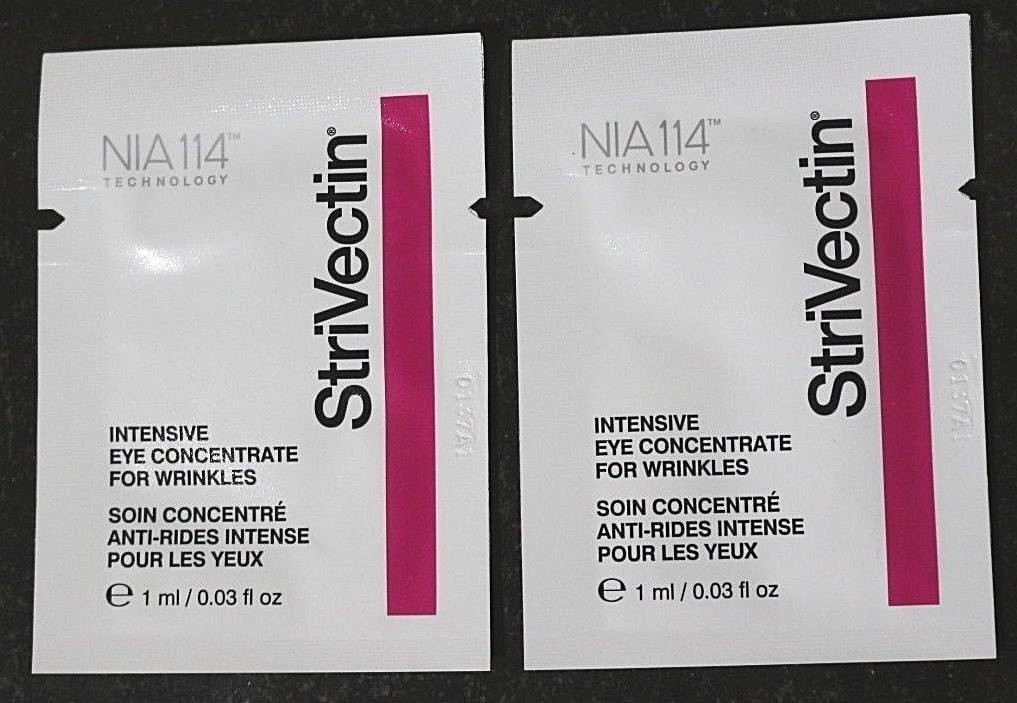 NIA114™
TECHNOLOGY
StriVectin®
INTENSIVE
EYE CONCENTRATE
FOR WRINKLES
SOIN CONCENTRÉ
ANTI-RIDES INTENSE
POUR LES YEUX
℮ 1 ml / 0.03 fl oz
0137A1
NIA114™
TECHNOLOGY
StriVectin®
INTENSIVE
EYE CONCENTRATE
FOR WRINKLES
SOIN CONCENTRÉ
ANTI-RIDES INTENSE
POUR LES YEUX
℮ 1 ml / 0.03 fl oz
0137A1